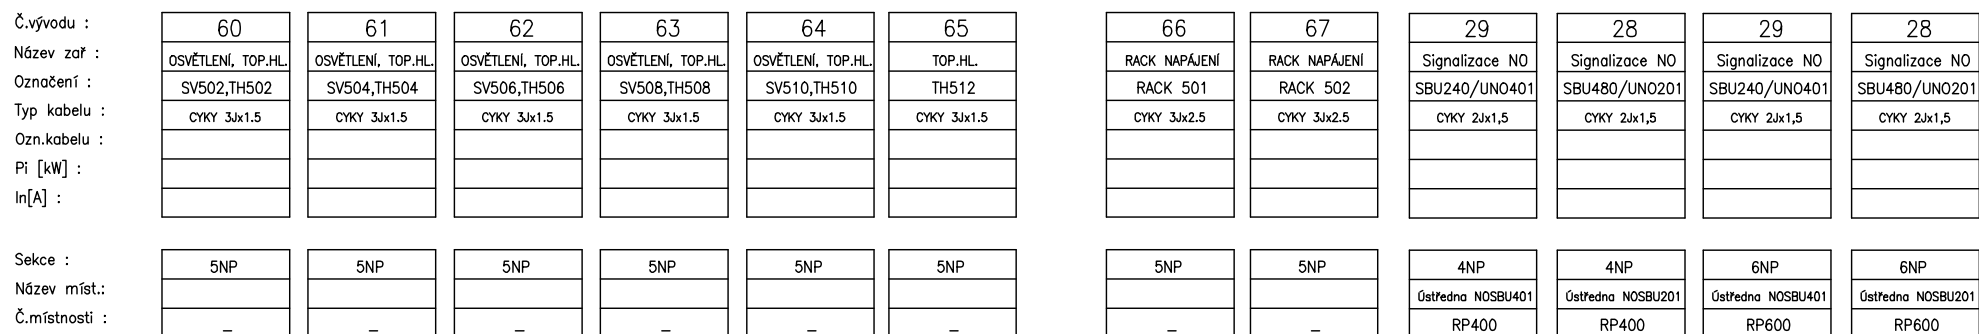 Č.vývodu : 60 61 62 63 64 65 66 67 29 28 29 28
Název zař : OSVĚTLENÍ, TOP.HL. OSVĚTLENÍ, TOP.HL. OSVĚTLENÍ, TOP.HL. OSVĚTLENÍ, TOP.HL. OSVĚTLENÍ, TOP.HL. TOP.HL. RACK NAPÁJENÍ RACK NAPÁJENÍ Signalizace NO Signalizace NO Signalizace NO Signalizace NO
Označení : SV502,TH502 SV504,TH504 SV506,TH506 SV508,TH508 SV510,TH510 TH512 RACK 501 RACK 502 SBU240/UNO401 SBU480/UNO201 SBU240/UNO401 SBU480/UNO201
Typ kabelu : CYKY 3Jx1.5 CYKY 3Jx1.5 CYKY 3Jx1.5 CYKY 3Jx1.5 CYKY 3Jx1.5 CYKY 3Jx1.5 CYKY 3Jx2.5 CYKY 3Jx2.5 CYKY 2Jx1,5 CYKY 2Jx1,5 CYKY 2Jx1,5 CYKY 2Jx1,5
Ozn.kabelu :
Pi [kW] :
In[A] :
Sekce : 5NP 5NP 5NP 5NP 5NP 5NP 5NP 5NP 4NP 4NP 6NP 6NP
Název míst.: Ústředna NOSBU401 Ústředna NOSBU201 Ústředna NOSBU401 Ústředna NOSBU201
Č.místnosti : – – – – – – – – RP400 RP400 RP600 RP600